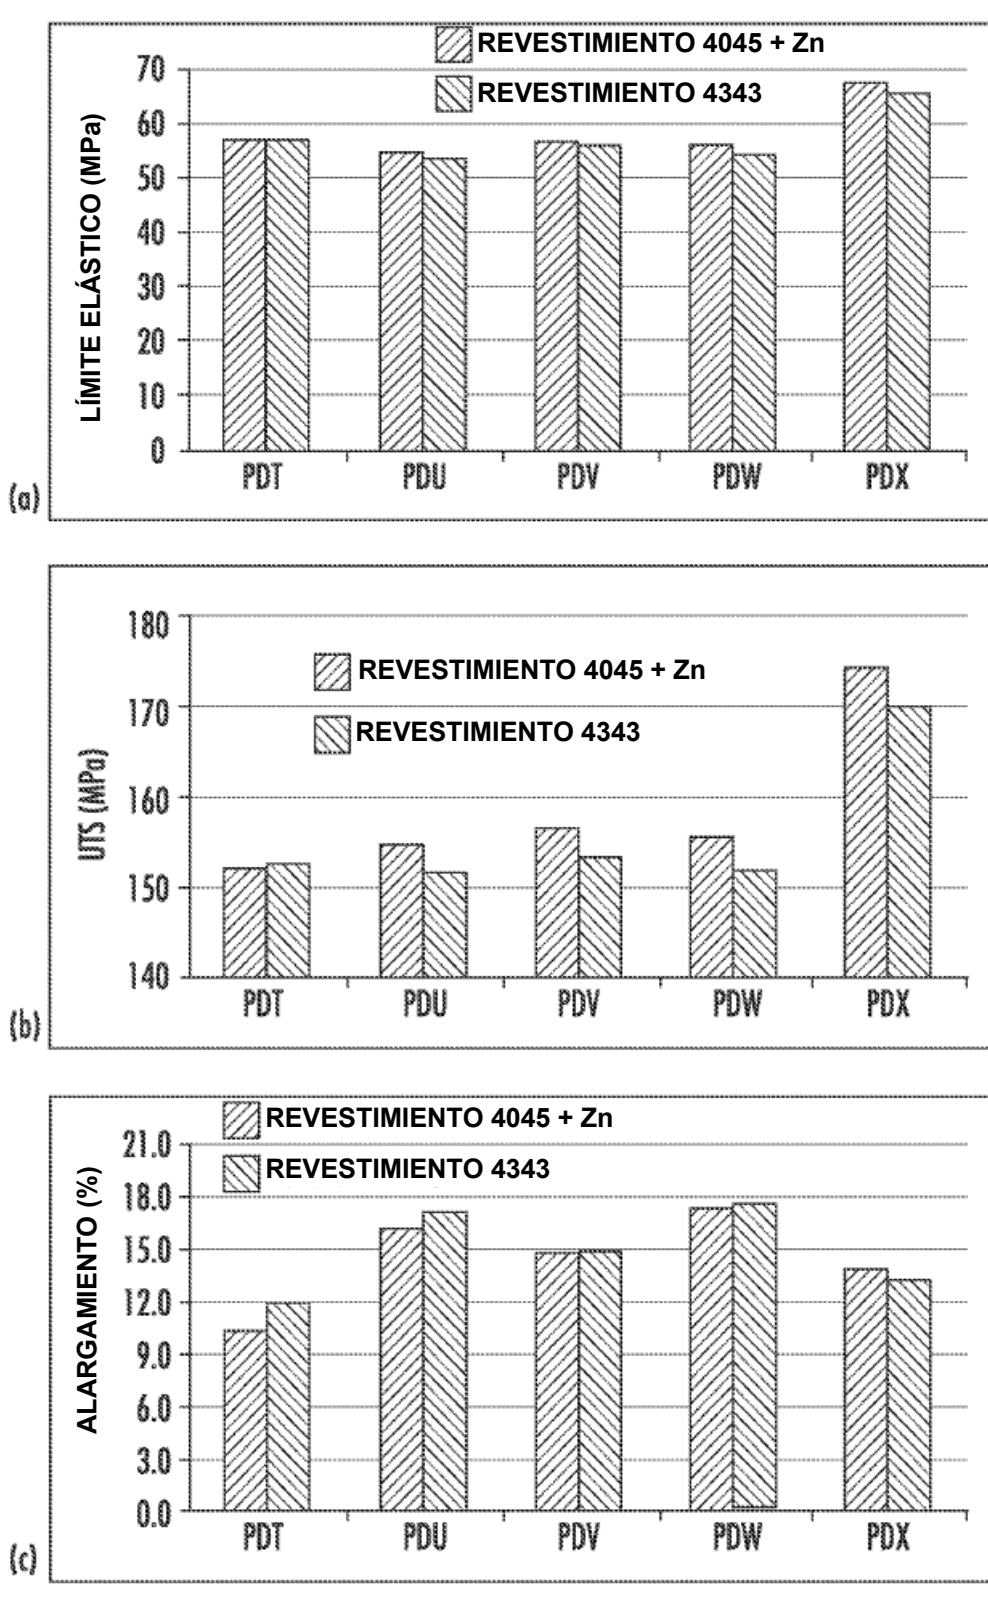 REVESTIMIENTO 4045 + Zn
REVESTIMIENTO 4343
LÍMITE ELÁSTICO (MPa)
70
60
50
40
30
20
10
0
PDT PDU PDV PDW PDX
(a)
REVESTIMIENTO 4045 + Zn
REVESTIMIENTO 4343
UTS (MPa)
180
170
160
150
140
PDT PDU PDV PDW PDX
(b)
REVESTIMIENTO 4045 + Zn
REVESTIMIENTO 4343
ALARGAMIENTO (%)
21.0
18.0
15.0
12.0
9.0
6.0
3.0
0.0
PDT PDU PDV PDW PDX
(c)